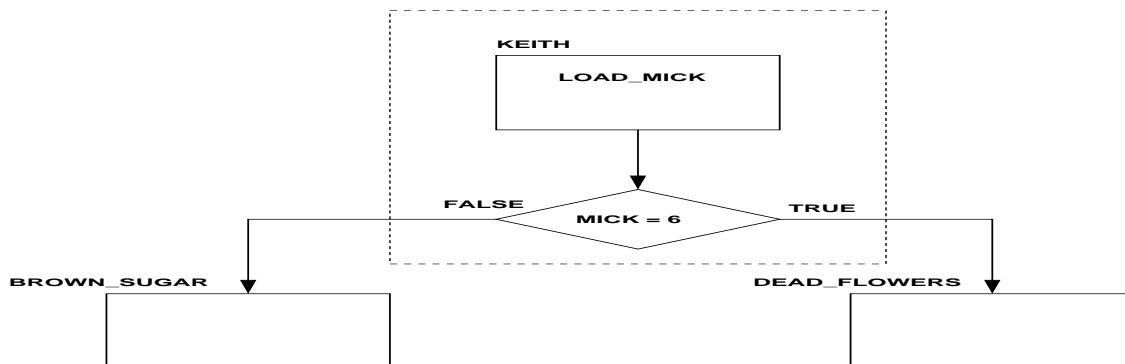 KEITH
LOAD_MICK
FALSE
MICK = 6
TRUE
BROWN_SUGAR
DEAD_FLOWERS